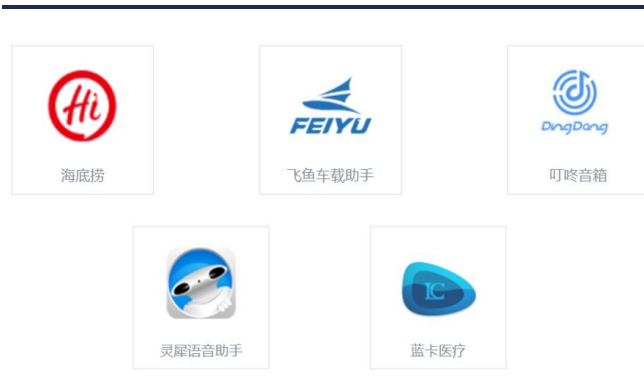 Hi
FEIYU
DingDong
海底捞
飞鱼车载助手
叮咚音箱
LC
灵犀语音助手
蓝卡医疗